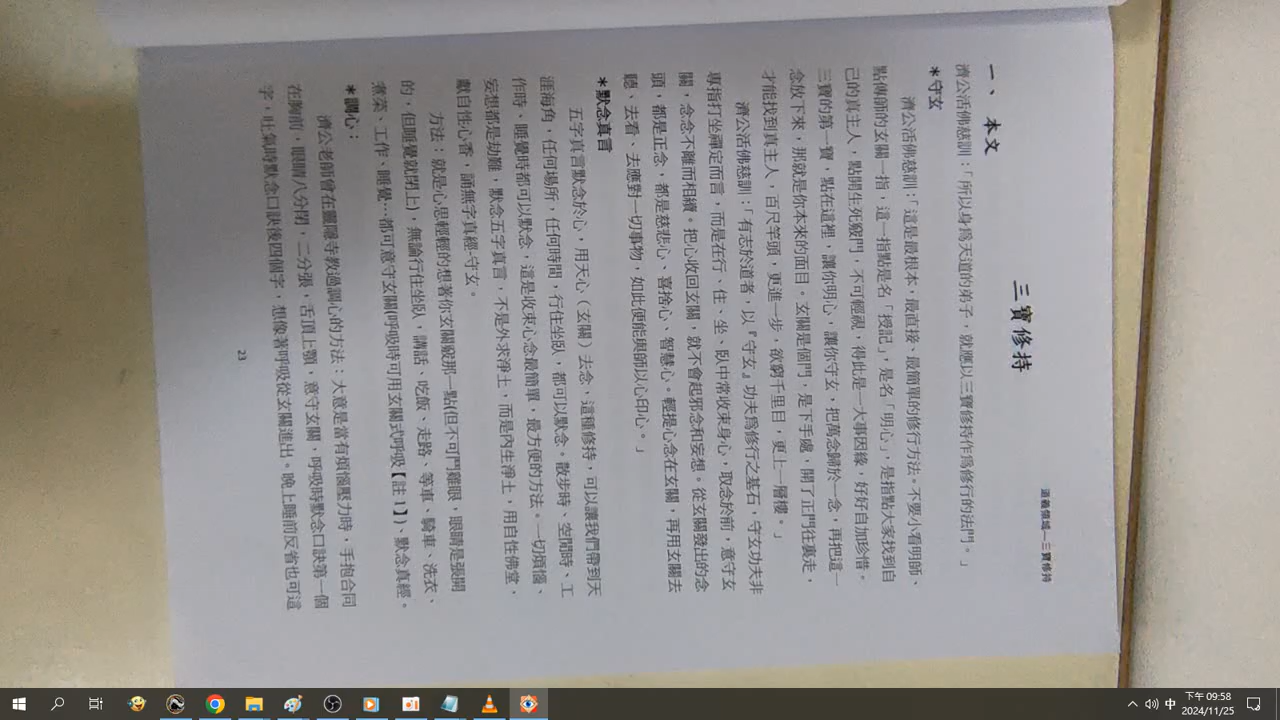 道義領域—三寶修持
三寶修持
一、本文
濟公活佛慈訓：「所以身為天道的弟子，就應以三寶修持作為修行的法門。」
＊守玄
濟公活佛慈訓：「這是最根本，最直接、最簡單的修行方法。不要小看明師、
點傳師的玄關一指，這一指點是名「授記」，是名「明心」，是指點大家找到自
己的真主人，點開生死竅門，不可輕視，得此是一大事因緣，好好自加珍惜。
三寶的第一寶，點在這裡，讓你明心，讓你守玄，把萬念歸於一念，再把這一
念放下來，那就是你本來的面目。玄關是個門，是下手處，開了正門往裏走，
才能找到真主人，百尺竿頭，更進一步，欲窮千里目，更上一層樓。」
濟公活佛慈訓：「有志於道者，以『守玄』功夫為修行之基石，守玄功夫非
專指打坐禪定而言，而是在行、住、坐、臥中常收束身心，取念於前，意守玄
關，念念不離而相續。把心收回玄關，就不會起邪念和妄想。從玄關發出的念
頭，都是正念，都是慈悲心、喜捨心、智慧心。輕提心念在玄關，再用玄關去
聽、去看、去應對一切事物，如此便能與師以心印心。」
＊默念真言
五字真言默念於心，用天心（玄關）去念，這種修持，可以讓我們帶到天
涯海角，任何場所，任何時間，行住坐臥，都可以默念。散步時、空閒時、工
作時、睡覺時都可以默念，這是收束心念最簡單，最方便的方法。一切煩惱、
妄想都是劫難，默念五字真言，不是外求淨土，而是內生淨土，用自性佛堂，
獻自性心香，誦無字真經-守玄。
方法：就是心思輕輕的想著你玄關竅那一點(但不可鬥雞眼，眼睛是張開
的，但睡覺就閉上)，無論行住坐臥，講話、吃飯、走路、等車、騎車、洗衣、
煮菜、工作、睡覺…都可意守玄關(呼吸時可用玄關式呼吸【註1】)，默念真經。
＊調心：
濟公老師曾在靈隱寺教過調心的方法：大意是當有煩惱壓力時，手抱合同
在胸前，眼睛八分閉，二分張，舌頂上顎，意守玄關，呼吸時默念口訣第一個
字，吐氣時默念口訣後四個字，想像著呼吸從玄關進出。晚上睡前反省也可這
23
下午 09:58
中
2024/11/25